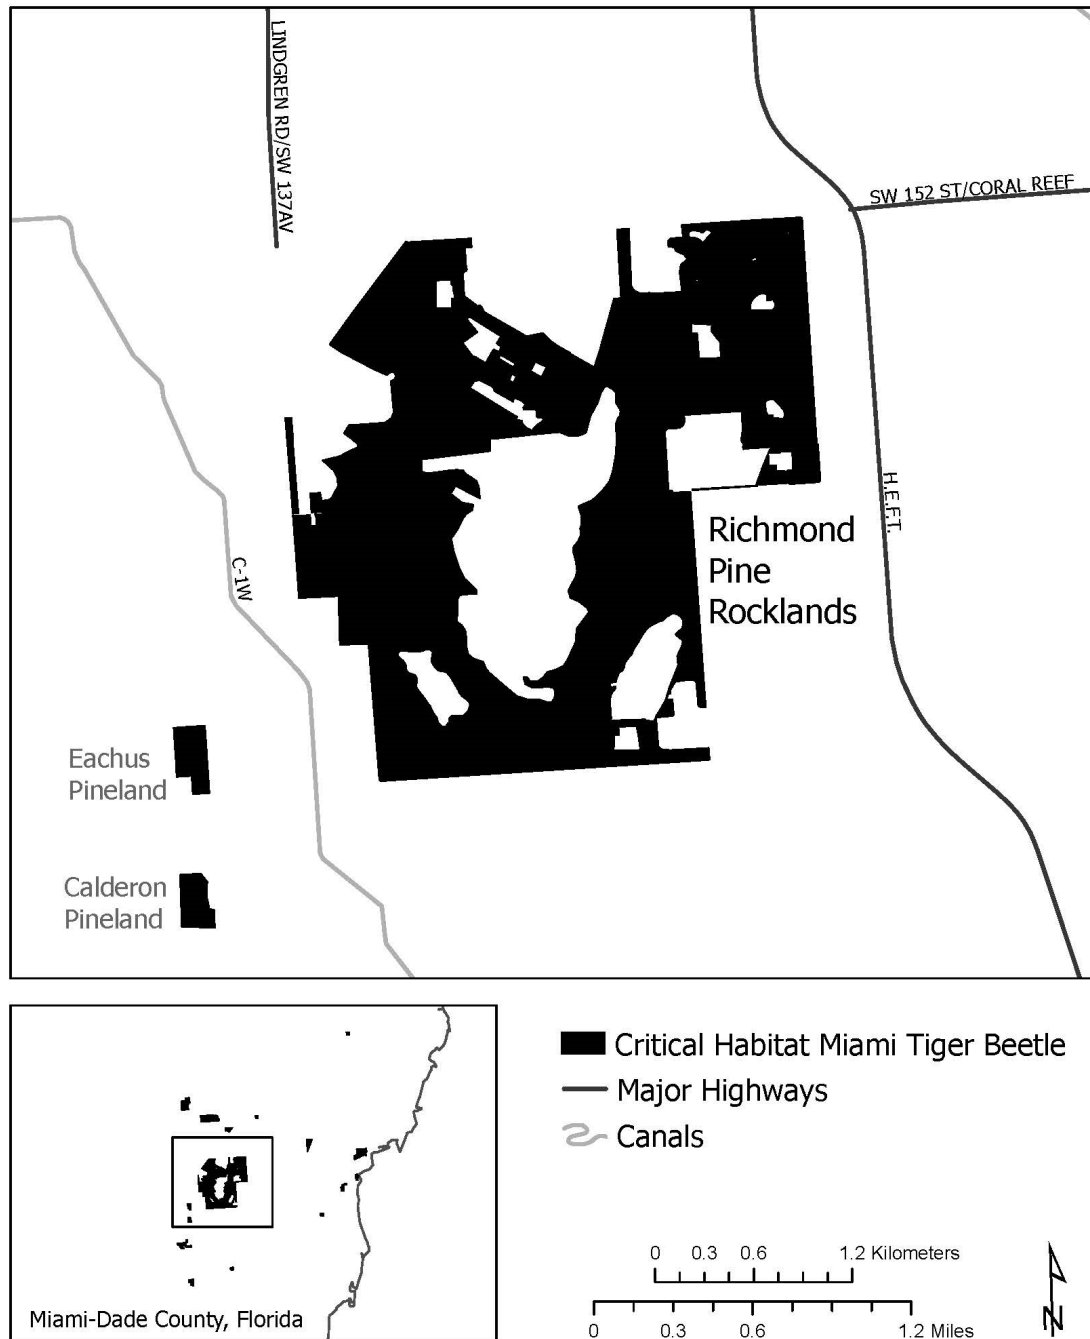 LINDGREN RD/SW 137AV
SW 152 ST/CORAL REEF
H.E.F.T.
Richmond
Pine
Rocklands
C-1W
Eachus
Pineland
Calderon
Pineland
Critical Habitat Miami Tiger Beetle
Major Highways
Canals
0 0.3 0.6 1.2 Kilometers
0 0.3 0.6 1.2 Miles
N
Miami-Dade County, Florida